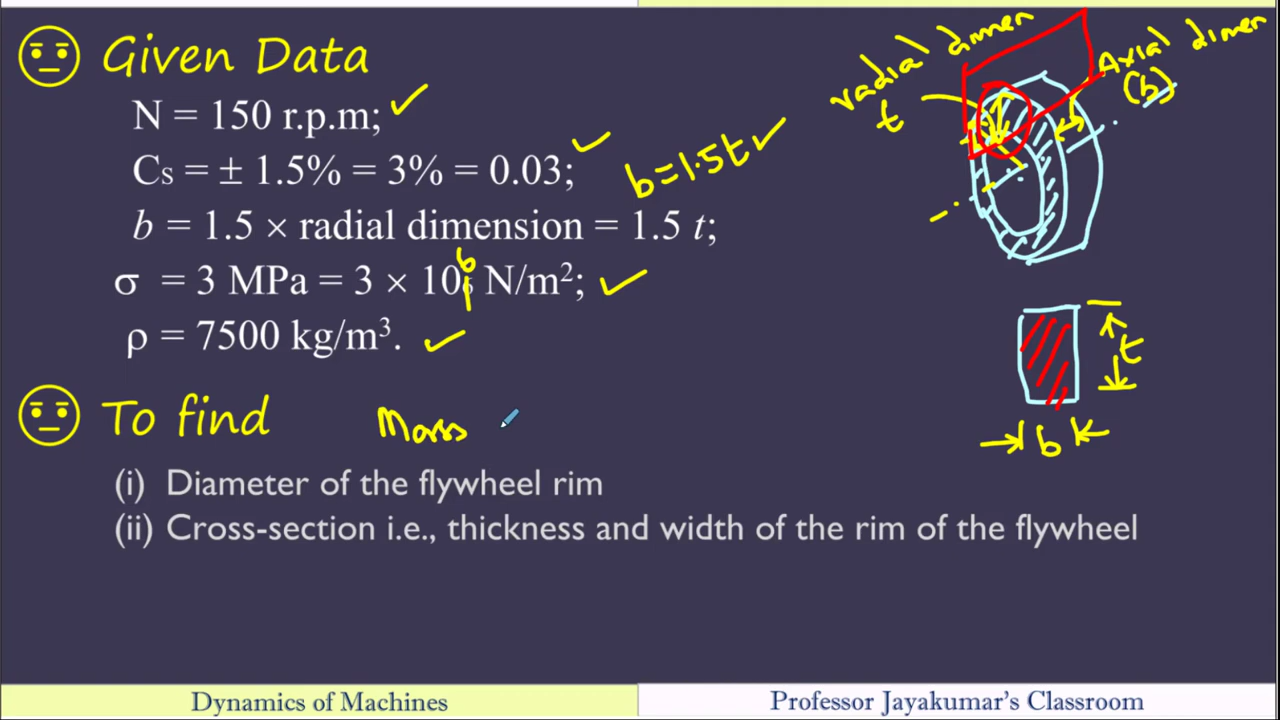 Given Data
radial dimen
t
Axial dimen
(b)
N = 150 r.p.m;
Cs = ± 1.5% = 3% = 0.03;
b=1.5t
b = 1.5 × radial dimension = 1.5 t;
σ = 3 MPa = 3 × 10⁶ N/m²;
ρ = 7500 kg/m³.
t
b
To find
Mass
(i) Diameter of the flywheel rim
(ii) Cross-section i.e., thickness and width of the rim of the flywheel
Dynamics of Machines
Professor Jayakumar's Classroom